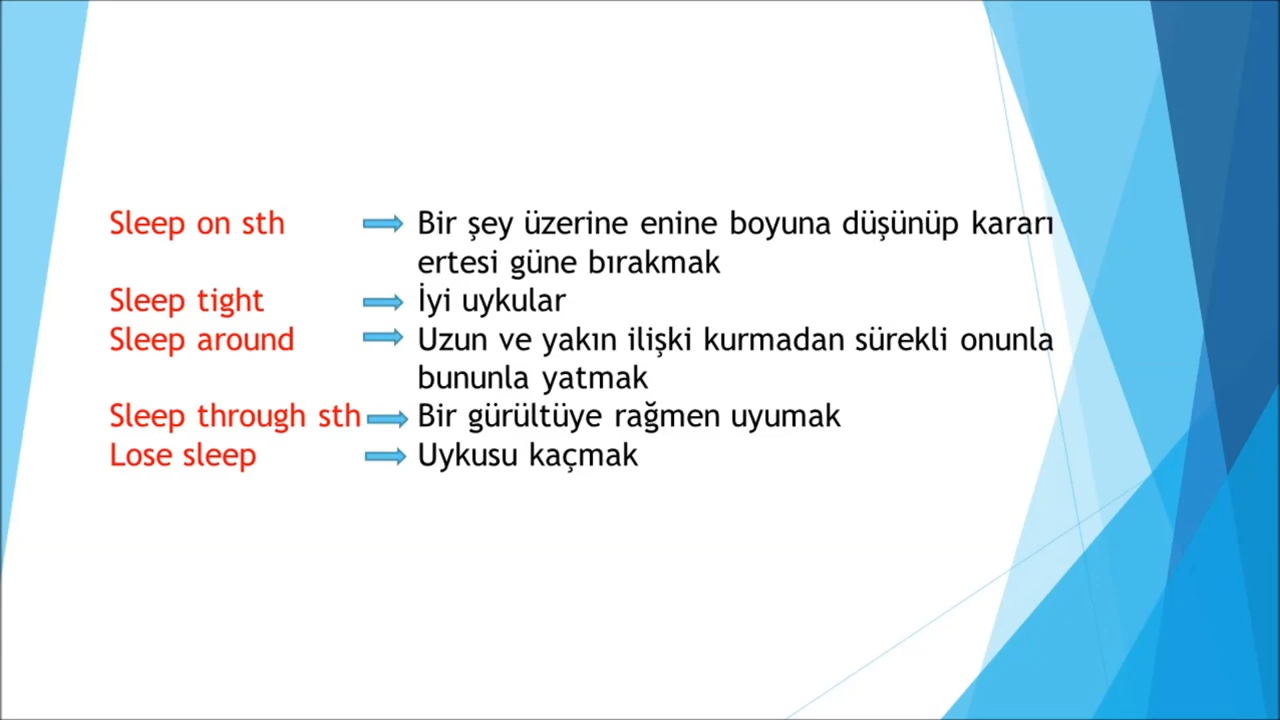 Sleep on sth Bir şey üzerine enine boyuna düşünüp kararı
ertesi güne bırakmak
Sleep tight İyi uykular
Sleep around Uzun ve yakın ilişki kurmadan sürekli onunla
bununla yatmak
Sleep through sth Bir gürültüye rağmen uyumak
Lose sleep Uykusu kaçmak